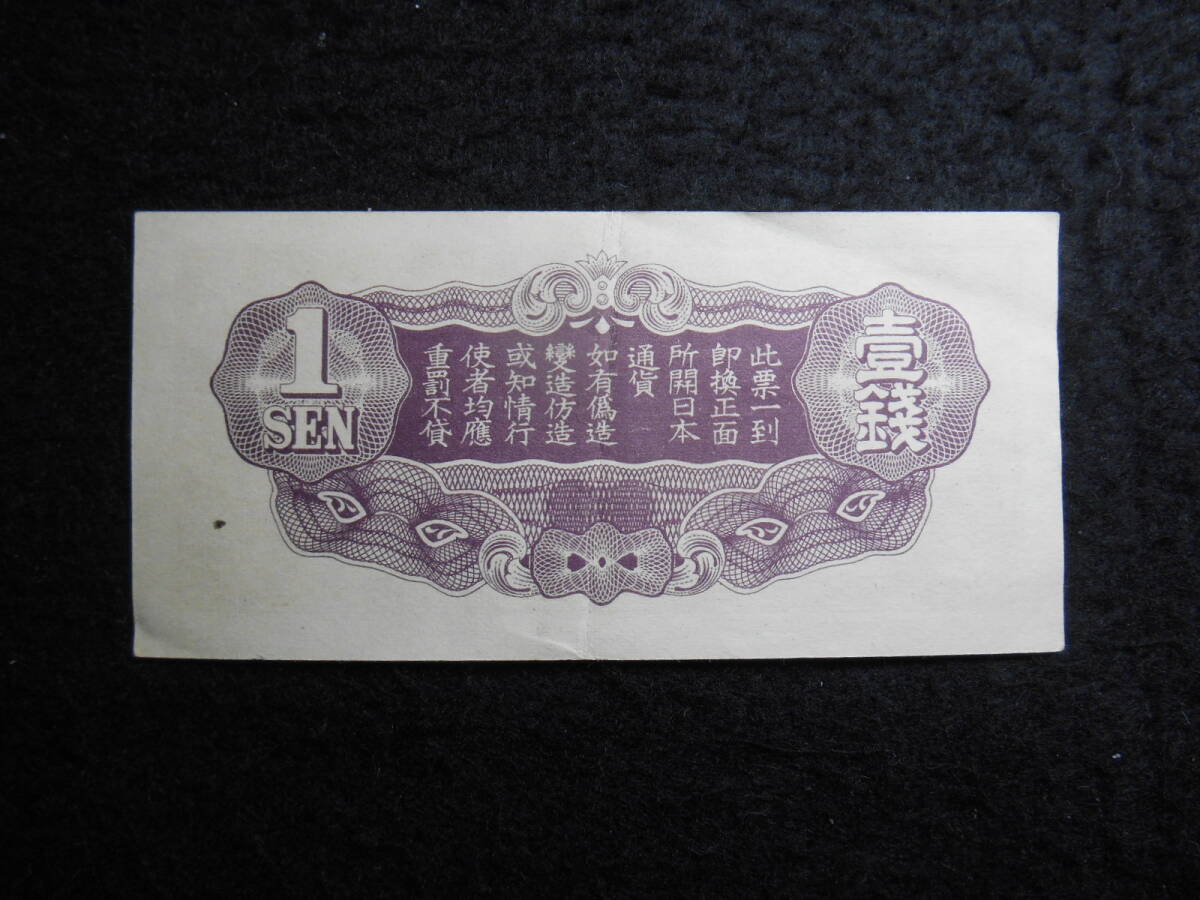 壹錢
此票一到
卽換正面
所開日本
通貨
如有僞造
變造仿造
或知情行
使者均應
重罰不貸
1
SEN